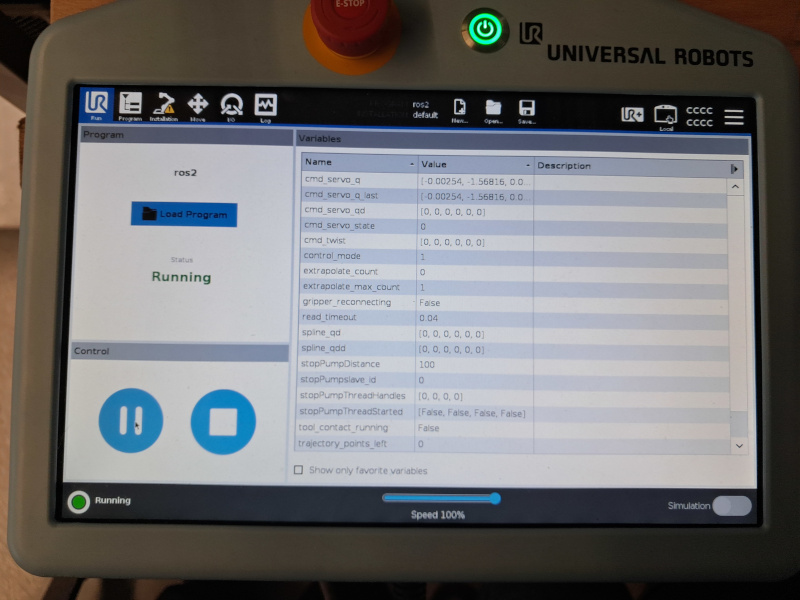 E-STOP
UR UNIVERSAL ROBOTS
UR
Run Program Installation Move I/O Log
ros2
default
New... Open... Save...
UR+
Local
CCCC
CCCC
Program
ros2
Load Program
Status
Running
Control
Variables
Name Value Description
cmd_servo_q [-0.00254, -1.56816, 0.0...
cmd_servo_q_last [-0.00254, -1.56816, 0.0...
cmd_servo_qd [0, 0, 0, 0, 0, 0]
cmd_servo_state 0
cmd_twist [0, 0, 0, 0, 0, 0]
control_mode 1
extrapolate_count 0
extrapolate_max_count 1
gripper_reconnecting False
read_timeout 0.04
spline_qd [0, 0, 0, 0, 0, 0]
spline_qdd [0, 0, 0, 0, 0, 0]
stopPumpDistance 100
stopPumpslave_id 0
stopPumpThreadHandles [0, 0, 0, 0]
stopPumpThreadStarted [False, False, False, False]
tool_contact_running False
trajectory_points_left 0
Show only favorite variables
Running
Speed 100%
Simulation